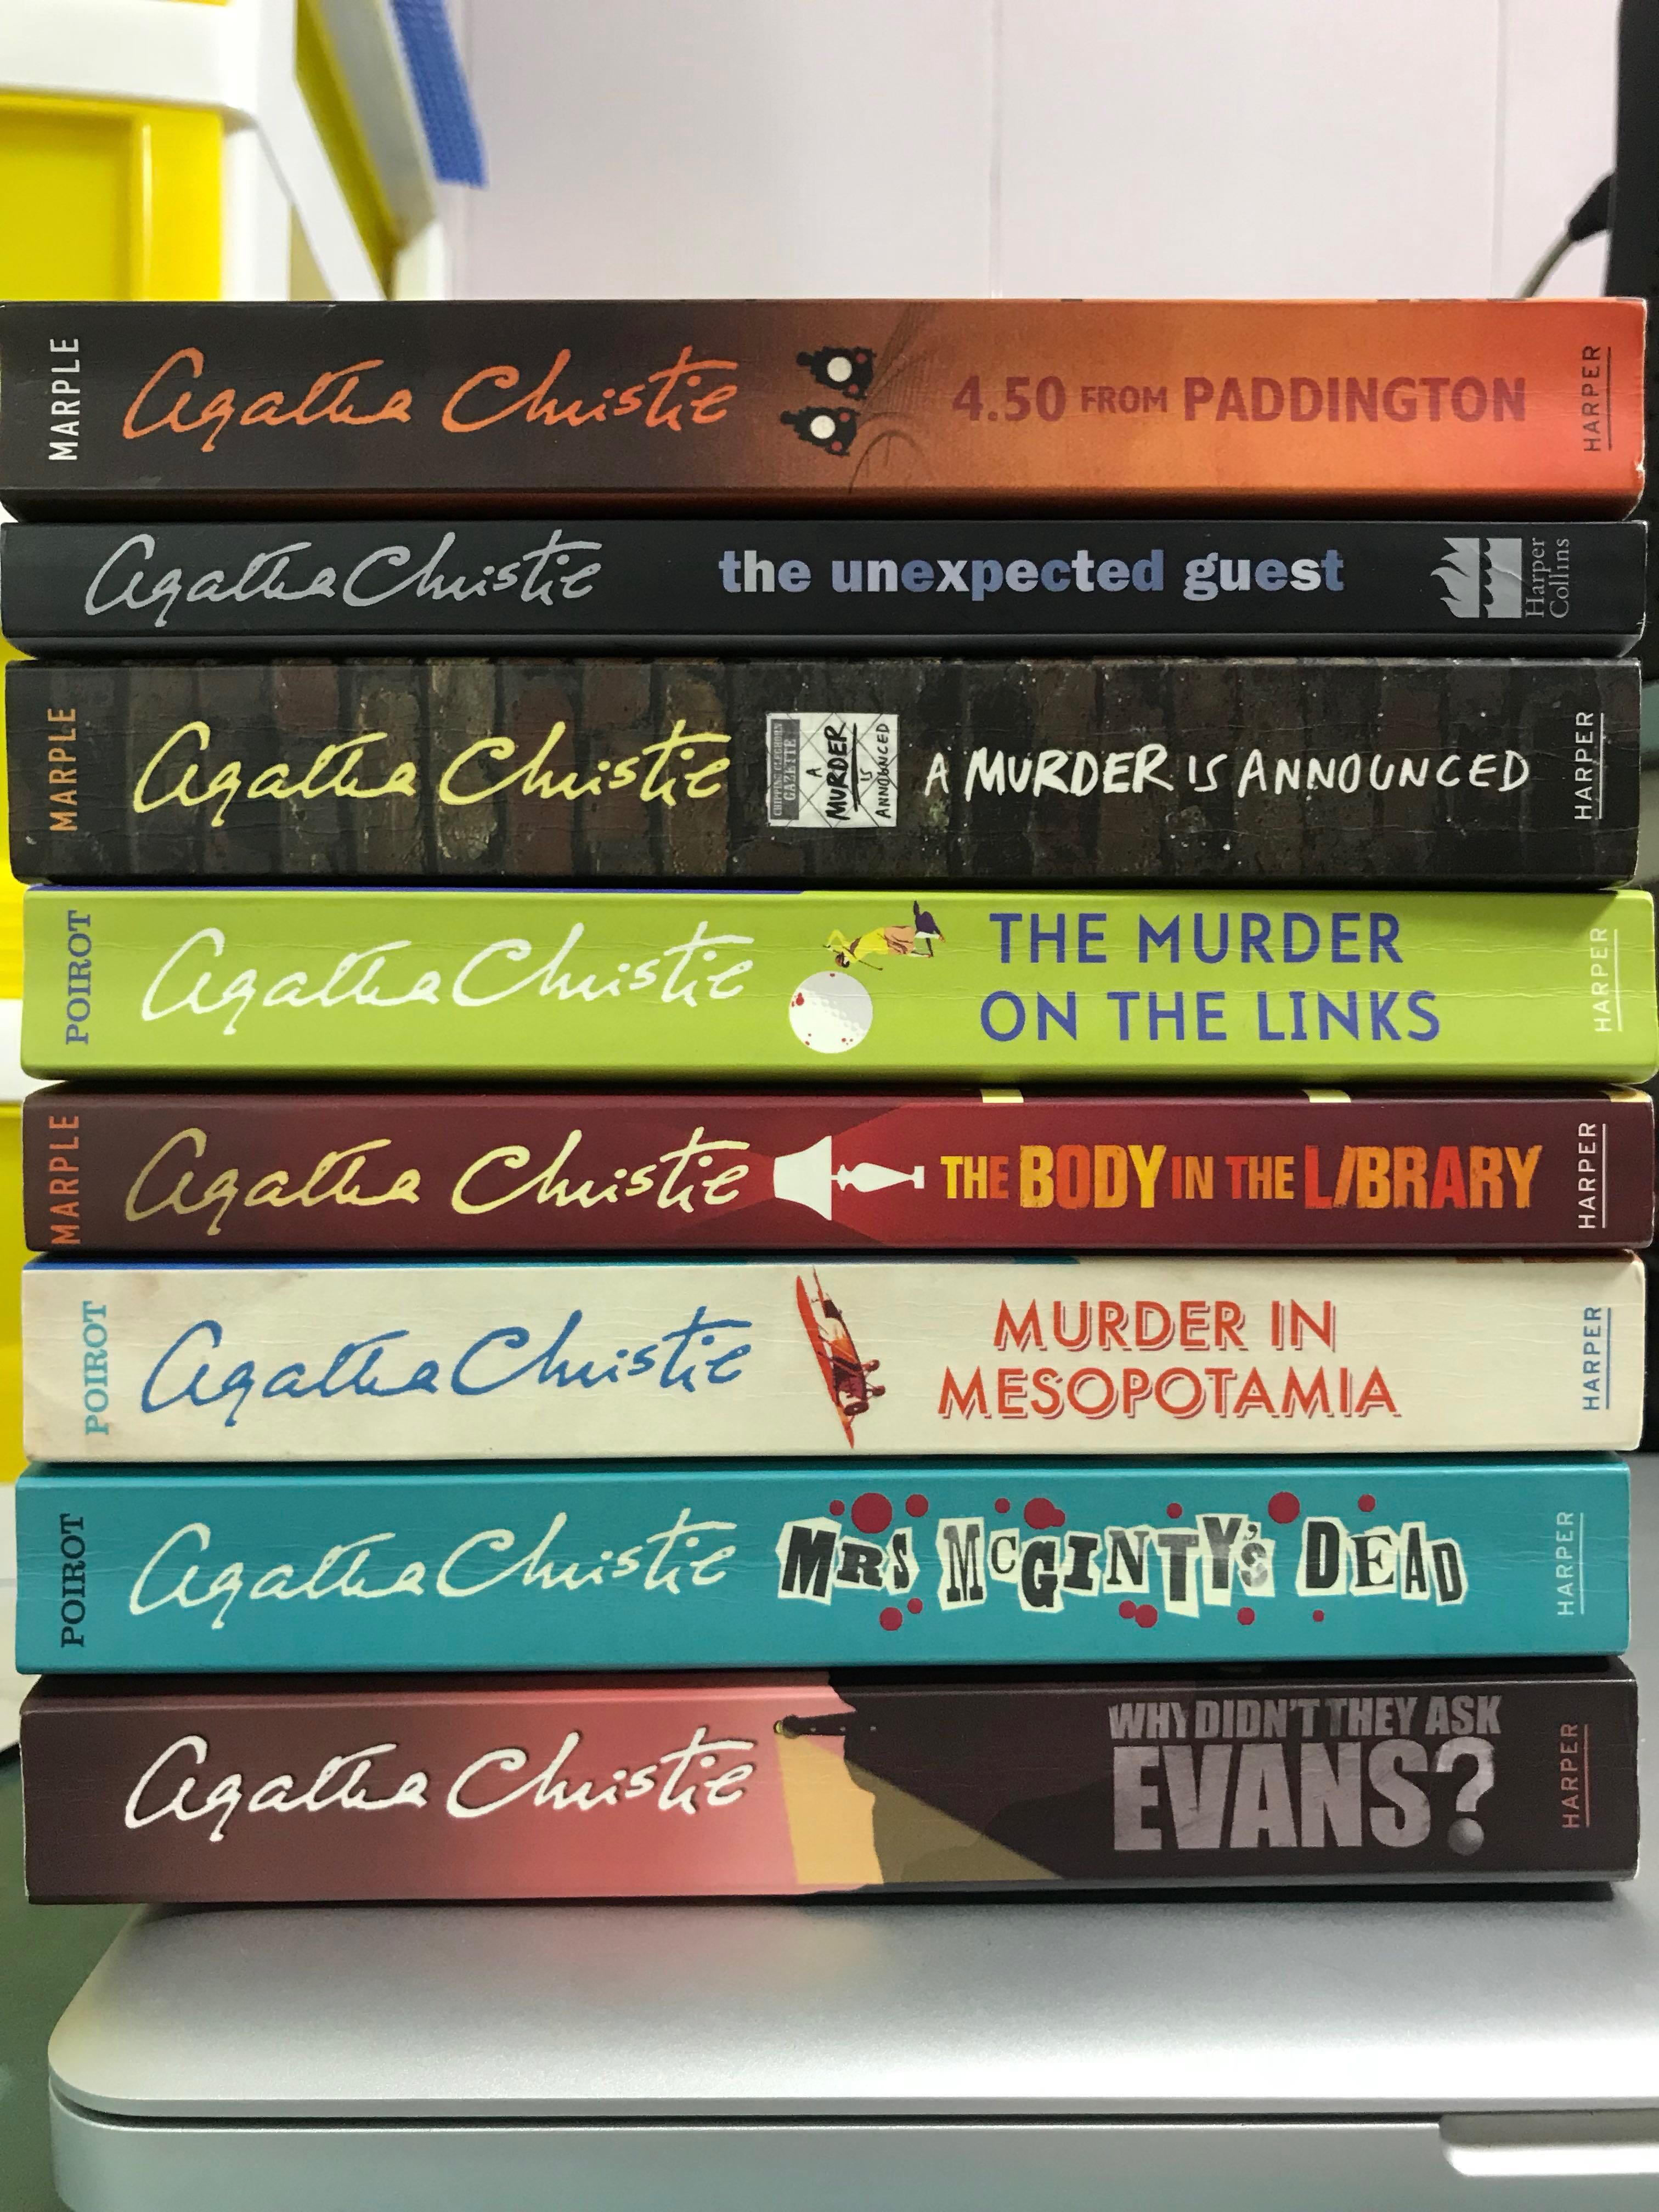 MARPLE
Agatha Christie
4.50 FROM PADDINGTON
HARPER
Agatha Christie
the unexpected guest
Harper
Collins
MARPLE
Agatha Christie
CHIPPING CLEGHORN
GAZETTE
A
MURDER
IS
ANNOUNCED
A MURDER IS ANNOUNCED
HARPER
POIROT
Agatha Christie
THE MURDER
ON THE LINKS
HARPER
MARPLE
Agatha Christie
THE BODY IN THE LIBRARY
HARPER
POIROT
Agatha Christie
MURDER IN
MESOPOTAMIA
HARPER
POIROT
Agatha Christie
MRS MCGINTY'S DEAD
HARPER
Agatha Christie
WHY DIDN'T THEY ASK
EVANS?
HARPER